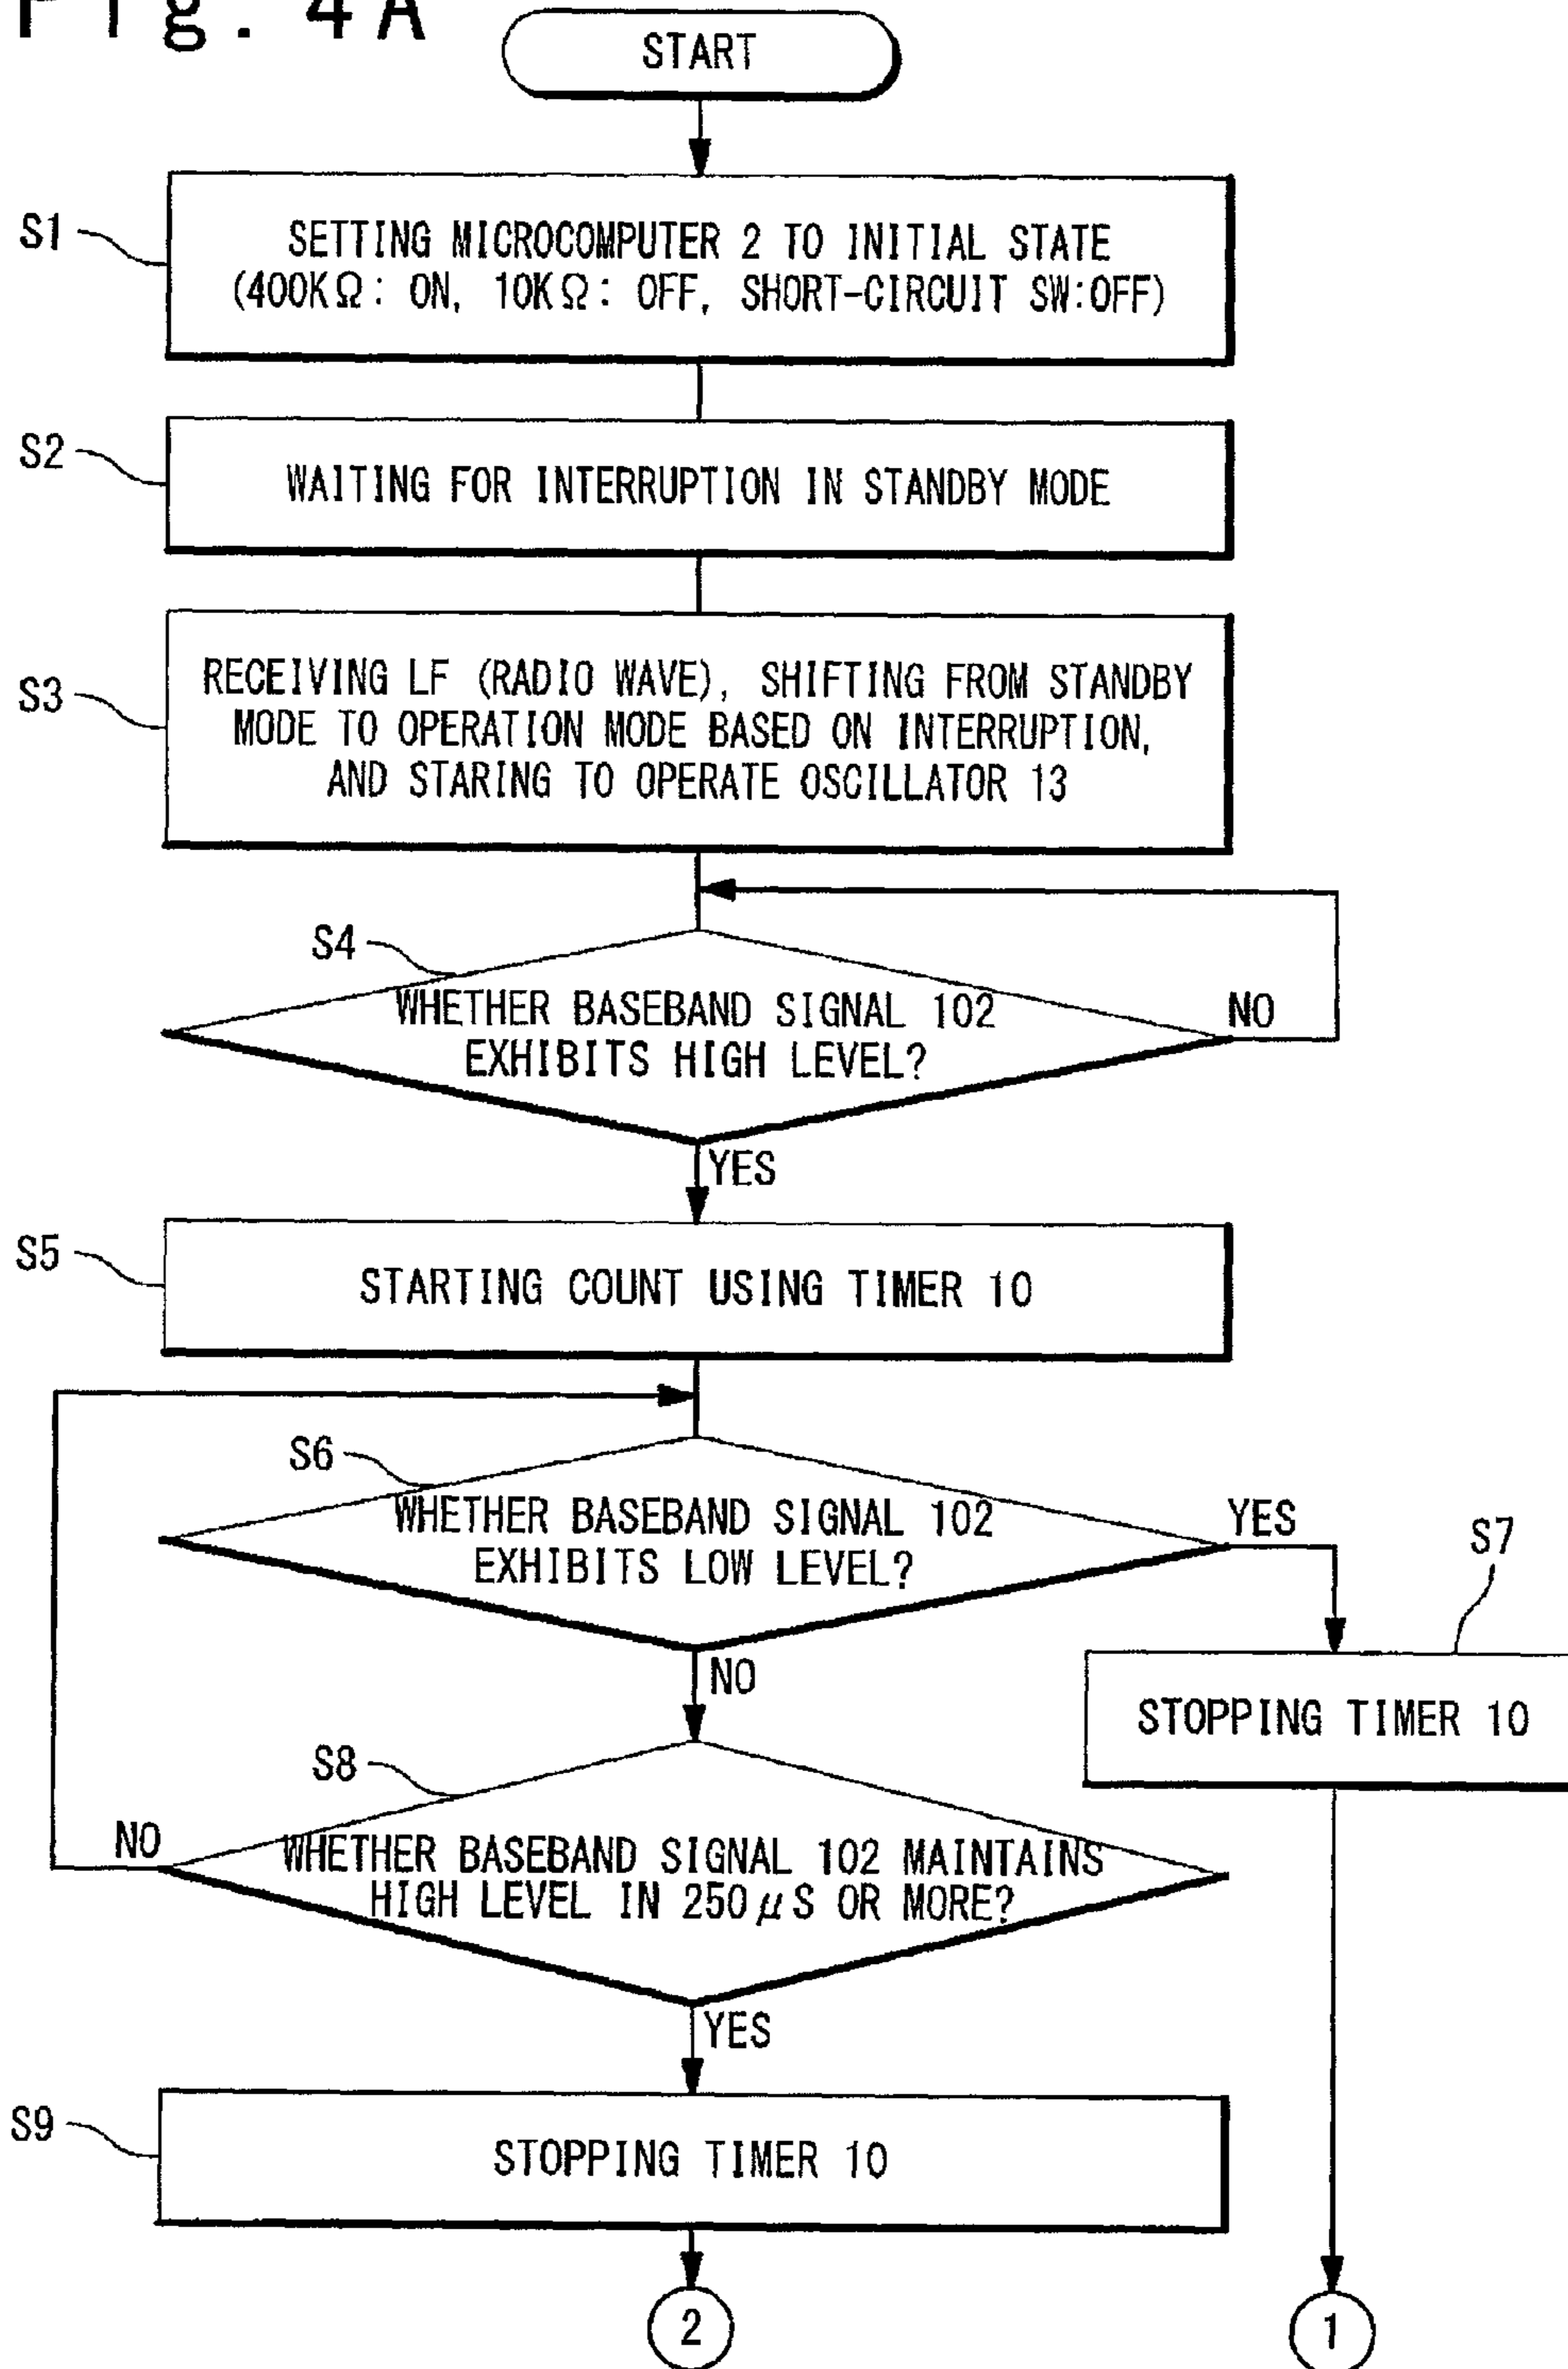 Fig. 4A
START
S1
SETTING MICROCOMPUTER 2 TO INITIAL STATE
(400KΩ: ON, 10KΩ: OFF, SHORT-CIRCUIT SW:OFF)
S2
WAITING FOR INTERRUPTION IN STANDBY MODE
S3
RECEIVING LF (RADIO WAVE), SHIFTING FROM STANDBY
MODE TO OPERATION MODE BASED ON INTERRUPTION,
AND STARING TO OPERATE OSCILLATOR 13
S4
WHETHER BASEBAND SIGNAL 102
EXHIBITS HIGH LEVEL?
NO
YES
S5
STARTING COUNT USING TIMER 10
S6
WHETHER BASEBAND SIGNAL 102
EXHIBITS LOW LEVEL?
YES
S7
NO
STOPPING TIMER 10
S8
NO
WHETHER BASEBAND SIGNAL 102 MAINTAINS
HIGH LEVEL IN 250μS OR MORE?
YES
S9
STOPPING TIMER 10
2
1